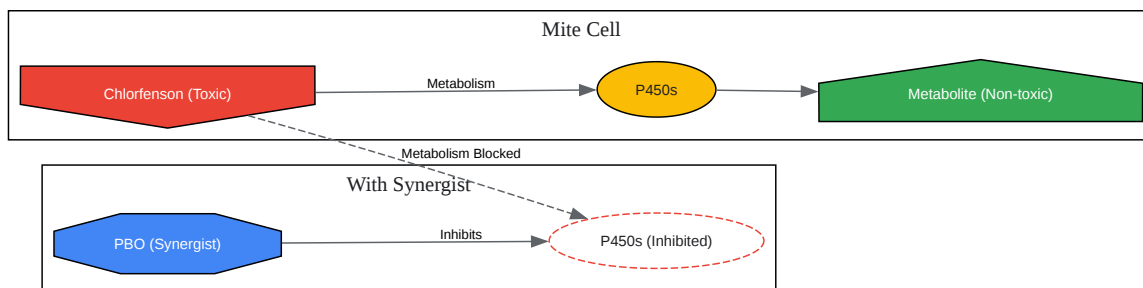 Mite Cell
Chlorfenson (Toxic)
Metabolism
P450s
Metabolite (Non-toxic)
Metabolism Blocked
With Synergist
PBO (Synergist)
Inhibits
P450s (Inhibited)